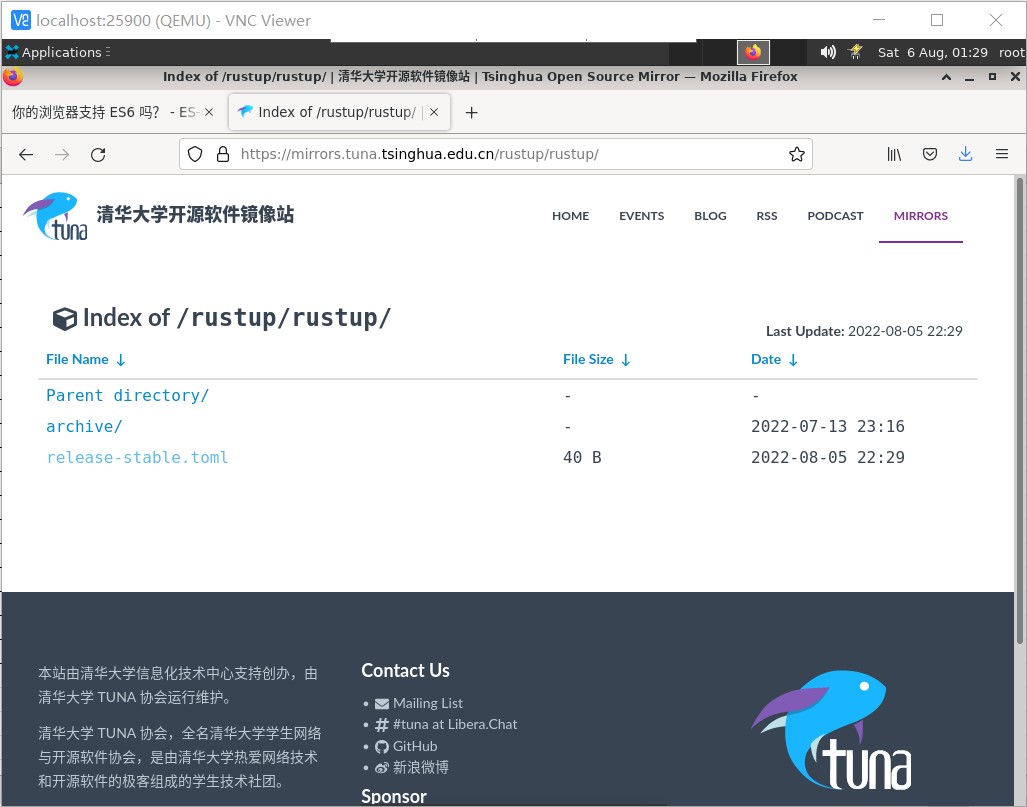 localhost:25900 (QEMU) - VNC Viewer
Applications
Sat 6 Aug, 01:29 root
Index of /rustup/rustup/ | 清华大学开源软件镜像站 | Tsinghua Open Source Mirror — Mozilla Firefox
你的浏览器支持 ES6 吗？ - ES-
Index of /rustup/rustup/ |
https://mirrors.tuna.tsinghua.edu.cn/rustup/rustup/
tuna 清华大学开源软件镜像站
HOME EVENTS BLOG RSS PODCAST MIRRORS
Index of /rustup/rustup/
Last Update: 2022-08-05 22:29
File Name ↓ File Size ↓ Date ↓
Parent directory/ - -
archive/ - 2022-07-13 23:16
release-stable.toml 40 B 2022-08-05 22:29
本站由清华大学信息化技术中心支持创办，由
清华大学 TUNA 协会运行维护。
清华大学 TUNA 协会，全名清华大学学生网络
与开源软件协会，是由清华大学热爱网络技术
和开源软件的极客组成的学生技术社团。
Contact Us
• Mailing List
• #tuna at Libera.Chat
• GitHub
• 新浪微博
Sponsor
tuna